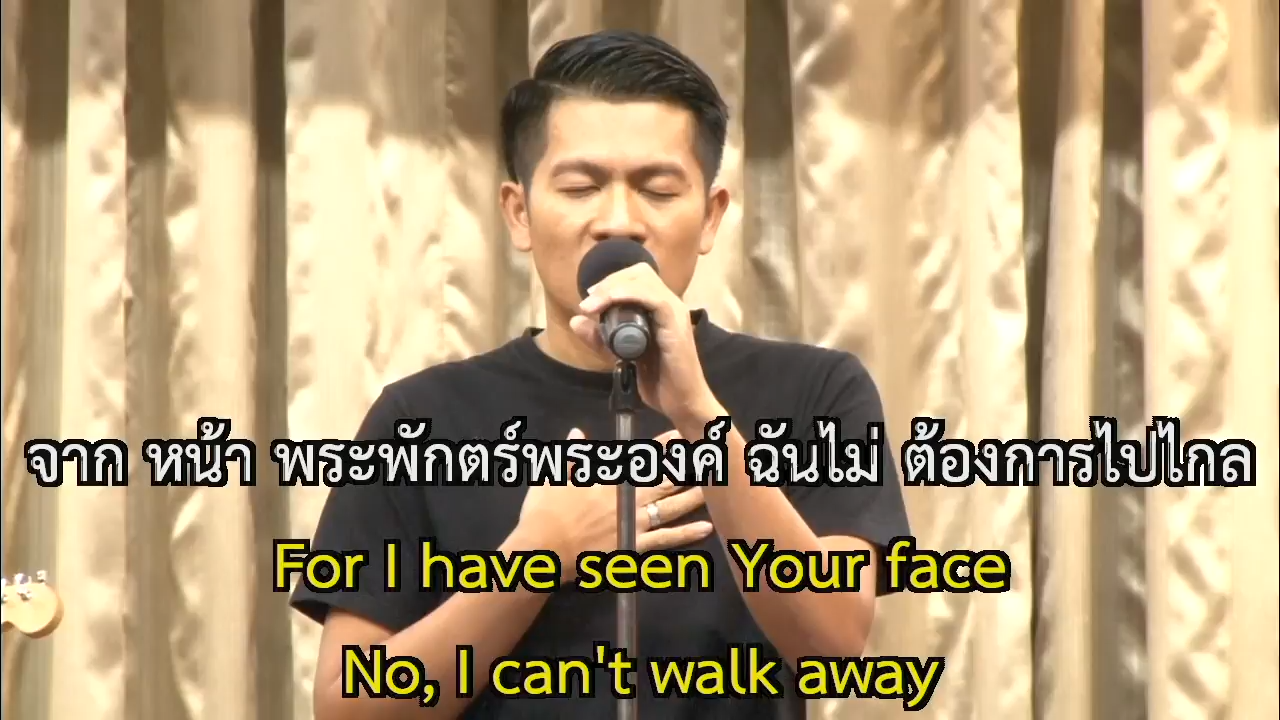 จาก หน้า พระพักตร์พระองค์ ฉันไม่ ต้องการไปไกล
For I have seen Your face
No, I can't walk away